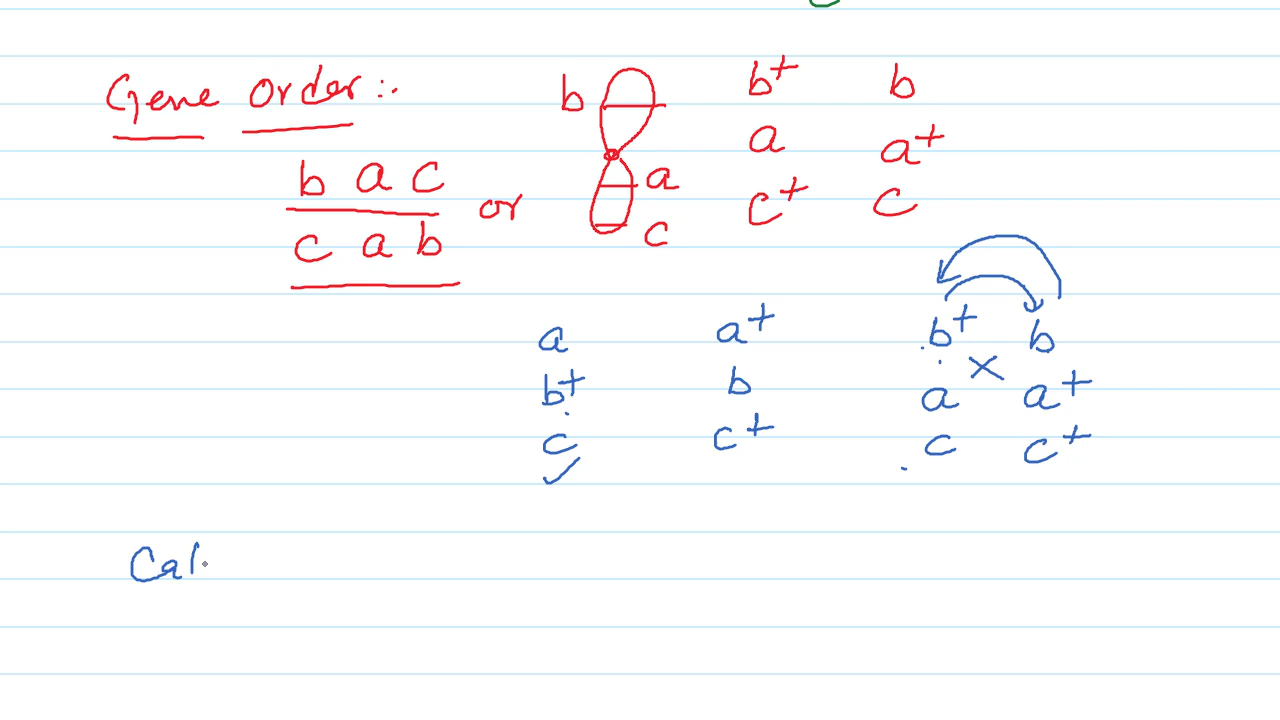 Gene Order :-
b b+ b
a a+
b a c
or a c+ c
c a b c
a a+ b+ b
b+ b a a+
c c+ c c+
Cal